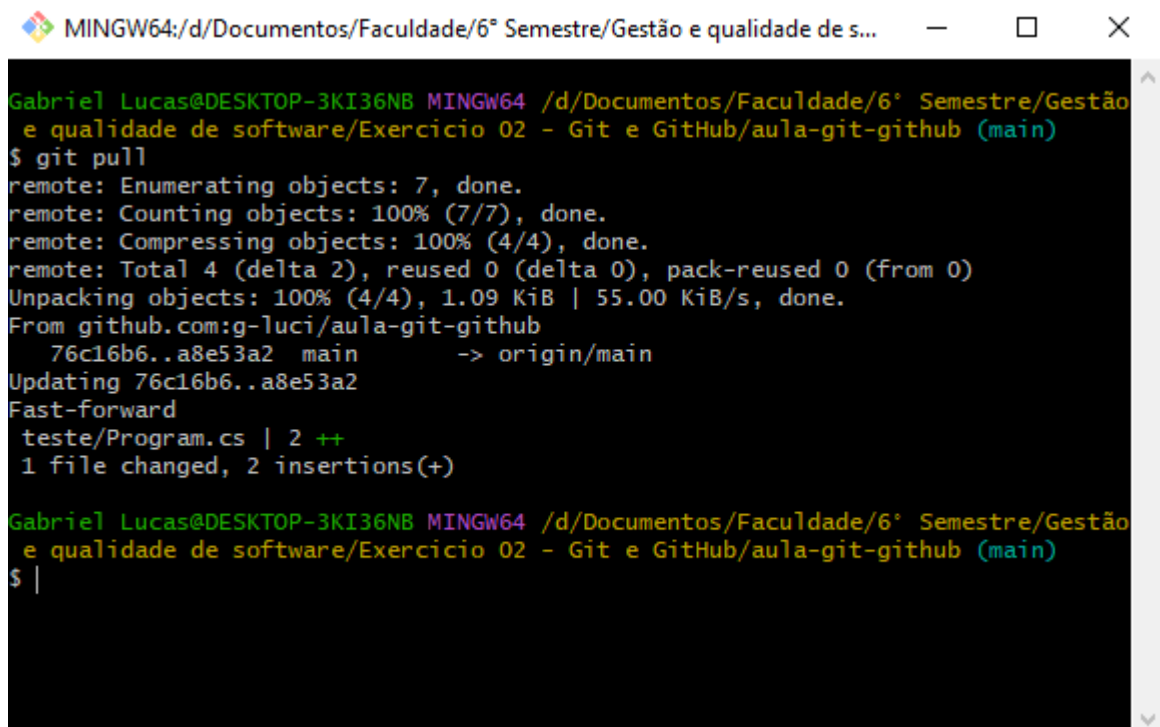 MINGW64:/d/Documentos/Faculdade/6° Semestre/Gestão e qualidade de s...
Gabriel Lucas@DESKTOP-3KI36NB MINGW64 /d/Documentos/Faculdade/6° Semestre/Gestão
e qualidade de software/Exercicio 02 - Git e GitHub/aula-git-github (main)
$ git pull
remote: Enumerating objects: 7, done.
remote: Counting objects: 100% (7/7), done.
remote: Compressing objects: 100% (4/4), done.
remote: Total 4 (delta 2), reused 0 (delta 0), pack-reused 0 (from 0)
Unpacking objects: 100% (4/4), 1.09 KiB | 55.00 KiB/s, done.
From github.com:g-luci/aula-git-github
   76c16b6..a8e53a2  main       -> origin/main
Updating 76c16b6..a8e53a2
Fast-forward
 teste/Program.cs | 2 ++
 1 file changed, 2 insertions(+)
Gabriel Lucas@DESKTOP-3KI36NB MINGW64 /d/Documentos/Faculdade/6° Semestre/Gestão
e qualidade de software/Exercicio 02 - Git e GitHub/aula-git-github (main)
$